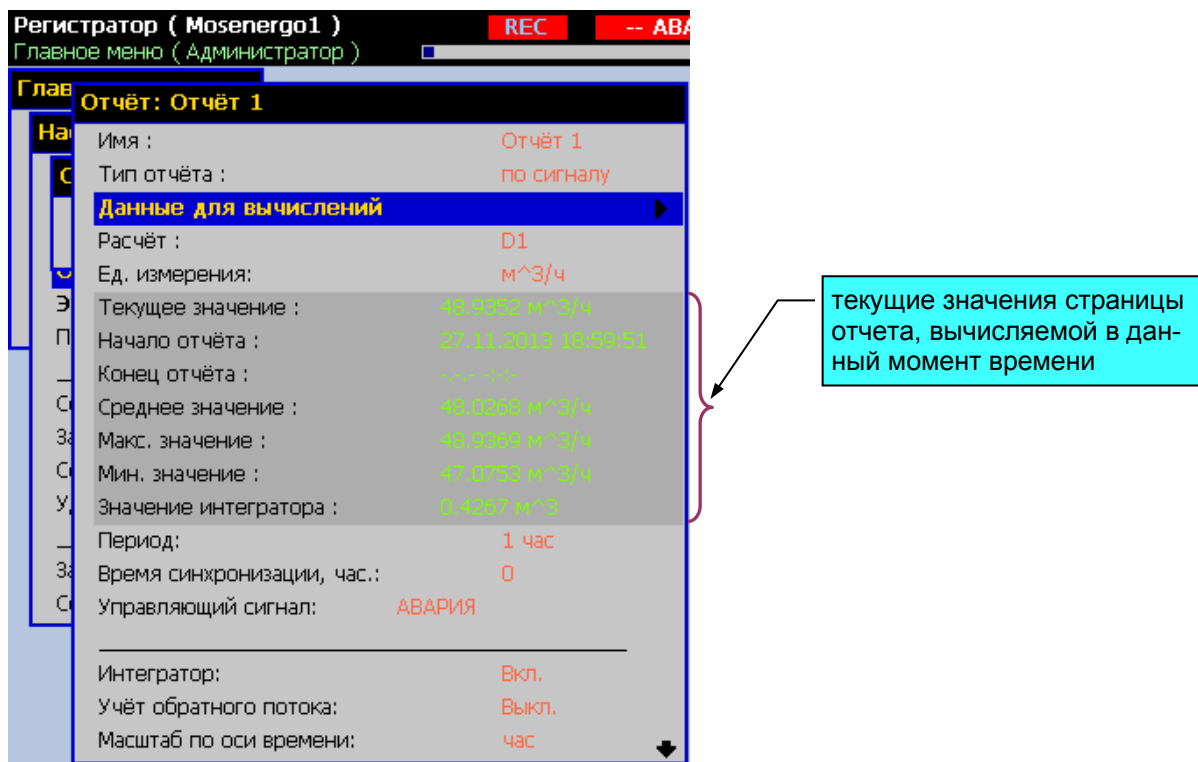 Регистратор ( Mosenergo1 ) REC -- АВА
Главное меню ( Администратор )
Глав
Отчёт: Отчёт 1
На
Имя : Отчёт 1
Тип отчёта : по сигналу
Данные для вычислений
Расчёт : D1
Ед. измерения: м^3/ч
Текущее значение : 48.9352 м^3/ч
Начало отчёта : 27.11.2013 18:59:51
Конец отчёта : -.-.- -:-:-
Среднее значение : 48.0268 м^3/ч
Макс. значение : 48.9369 м^3/ч
Мин. значение : 47.0753 м^3/ч
Значение интегратора : 0.4267 м^3
Период: 1 час
Время синхронизации, час.: 0
Управляющий сигнал: АВАРИЯ
Интегратор: Вкл.
Учёт обратного потока: Выкл.
Масштаб по оси времени: час
текущие значения страницы
отчета, вычисляемой в дан-
ный момент времени